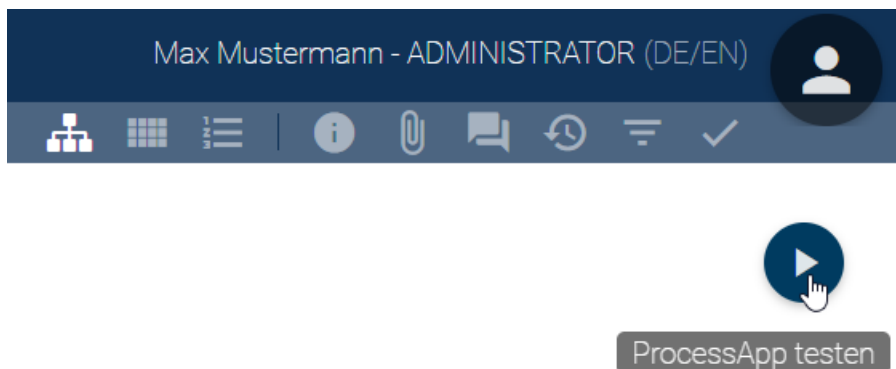 Max Mustermann - ADMINISTRATOR (DE/EN)
ProcessApp testen